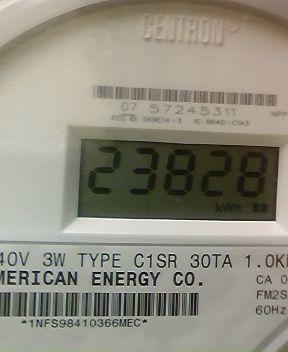 CENTRON
07 57245311
23828
kWh
40V 3W TYPE C1SR 30TA 1.0K
MERICAN ENERGY CO.
CA 0
FM2S
60Hz
*1NFS98410366MEC*